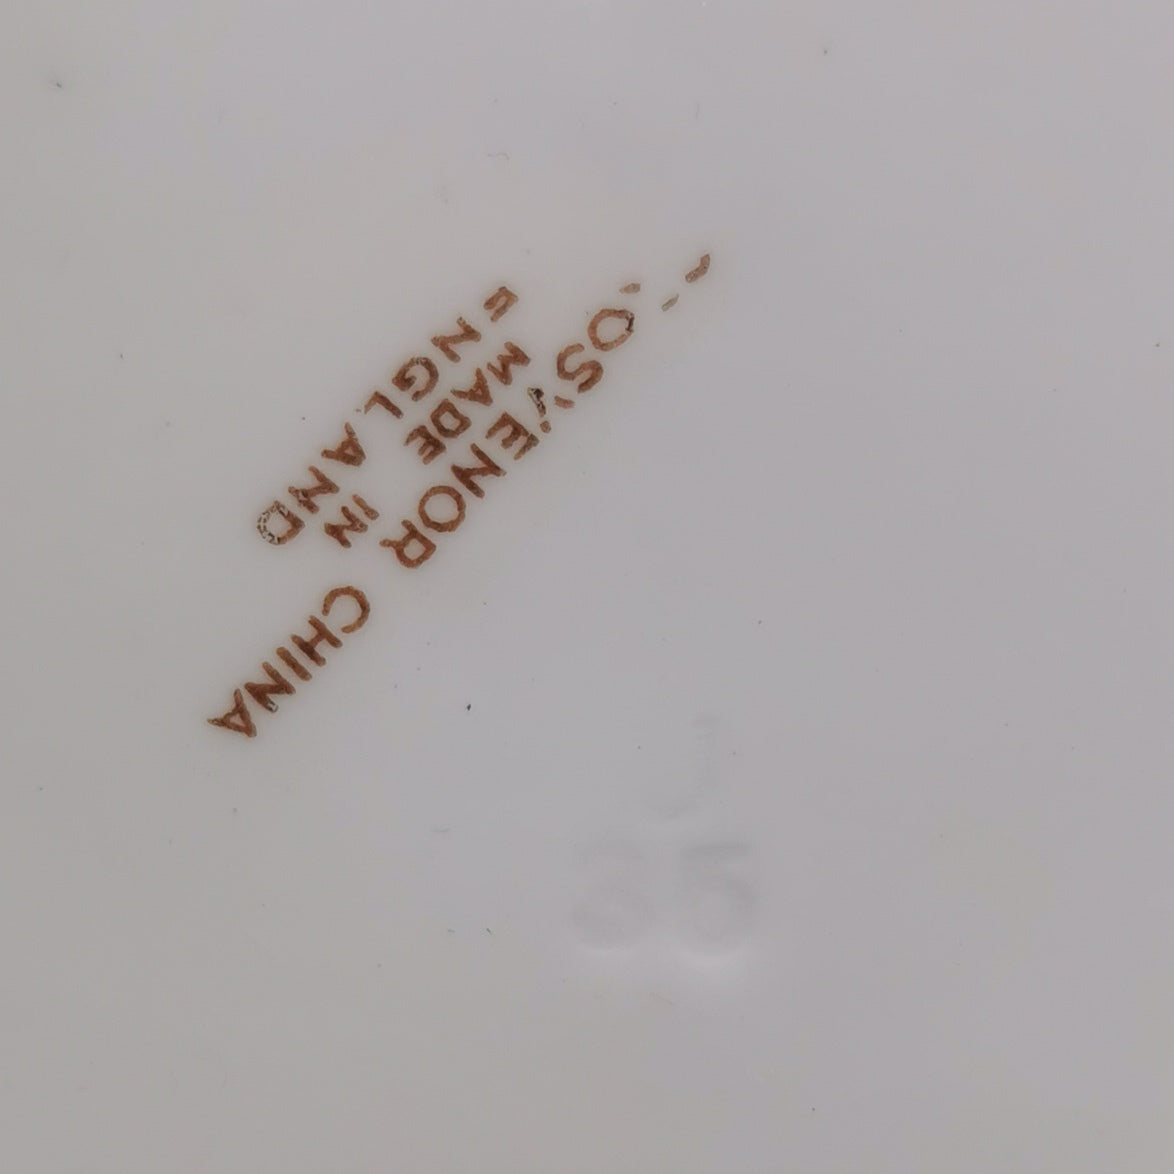 OSVENOR CHINA
MADE IN
ENGLAND
J